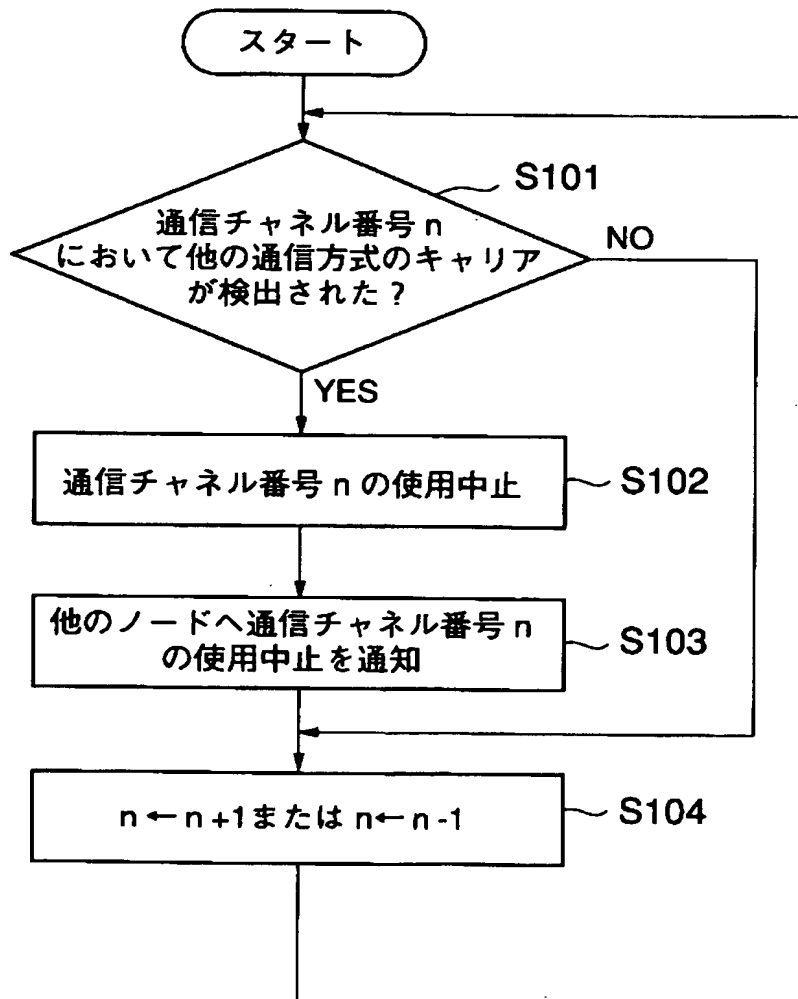 スタート
S101
通信チャネル番号 n
において他の通信方式のキャリア
が検出された？
NO
YES
通信チャネル番号 n の使用中止
S102
他のノードへ通信チャネル番号 n
の使用中止を通知
S103
n←n+1または n←n-1
S104